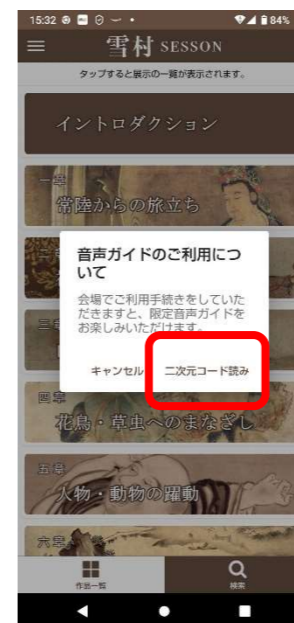 15:32
84%
雪村 SESSON
タップすると展示の一覧が表示されます。
イントロダクション
一章
常陸からの旅立ち
音声ガイドのご利用につ
いて
会場でご利用手続きをしていた
だきますと、限定音声ガイドを
お楽しみいただけます。
キャンセル
二次元コード読み
四章
花鳥・草虫へのまなざし
五章
人物・動物の躍動
六章
作品一覧
検索